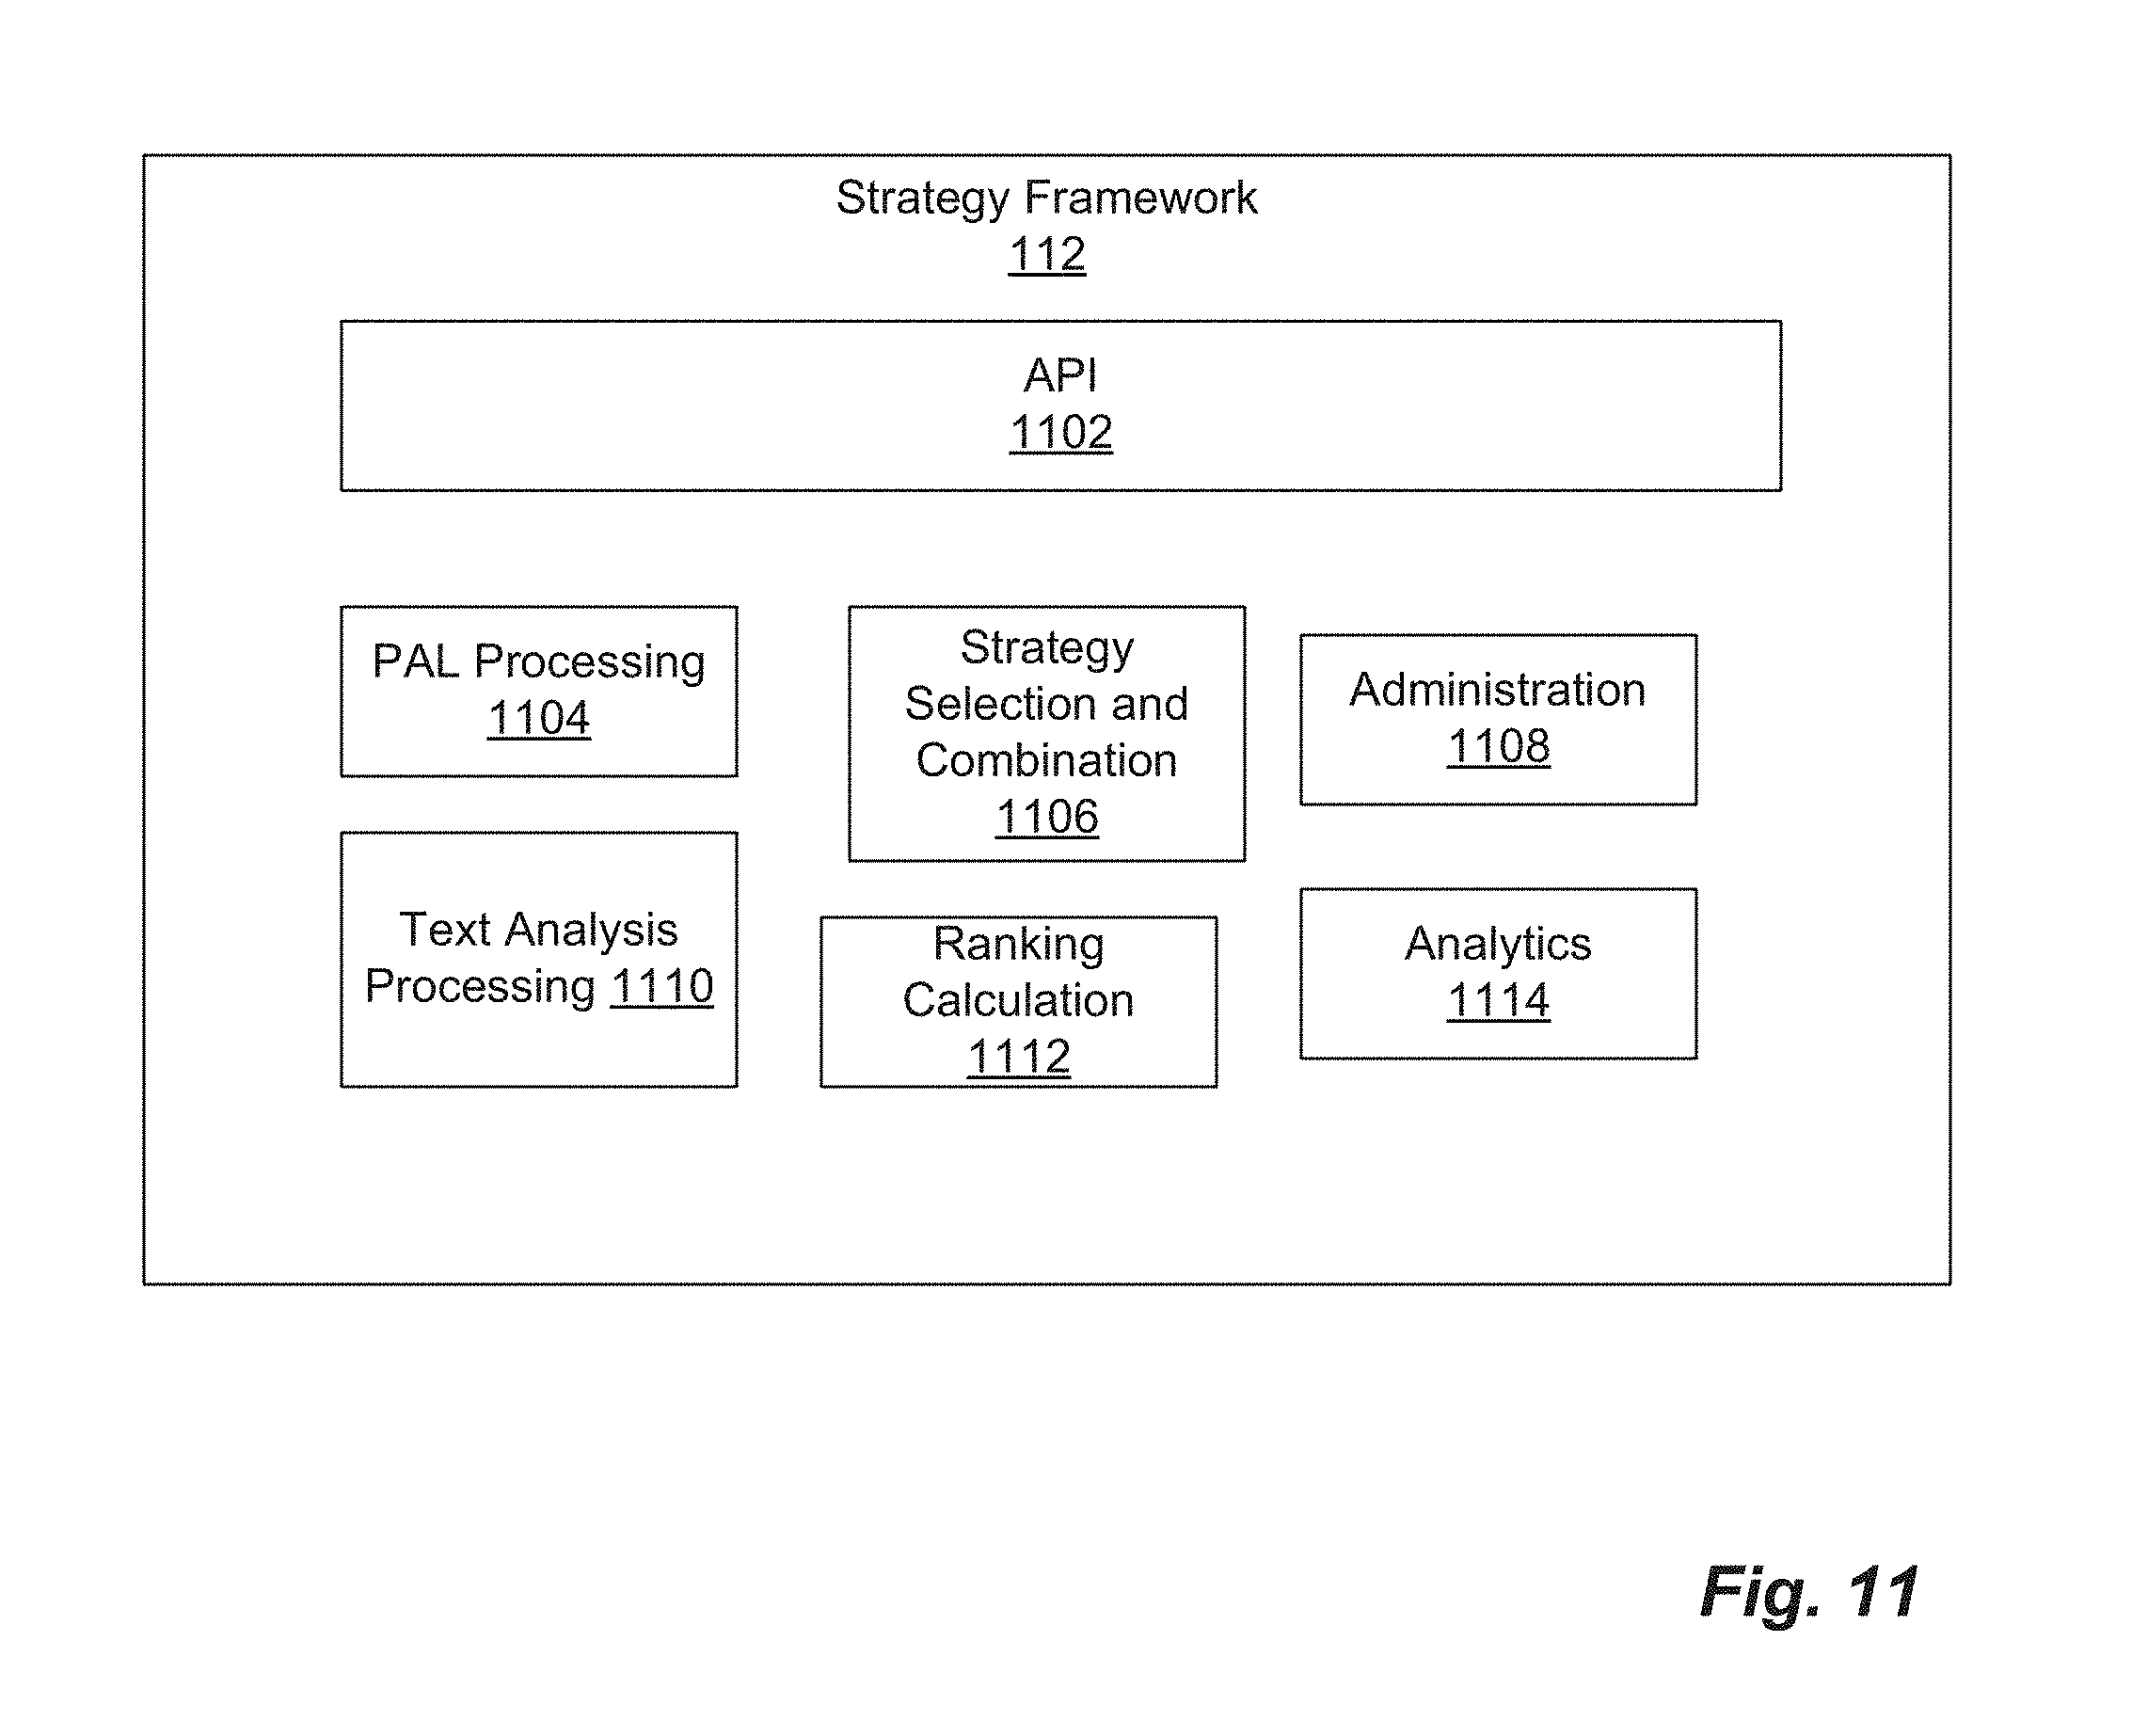 Strategy Framework
112
API
1102
PAL Processing
1104
Strategy
Selection and
Combination
1106
Administration
1108
Text Analysis
Processing 1110
Ranking
Calculation
1112
Analytics
1114
Fig. 11